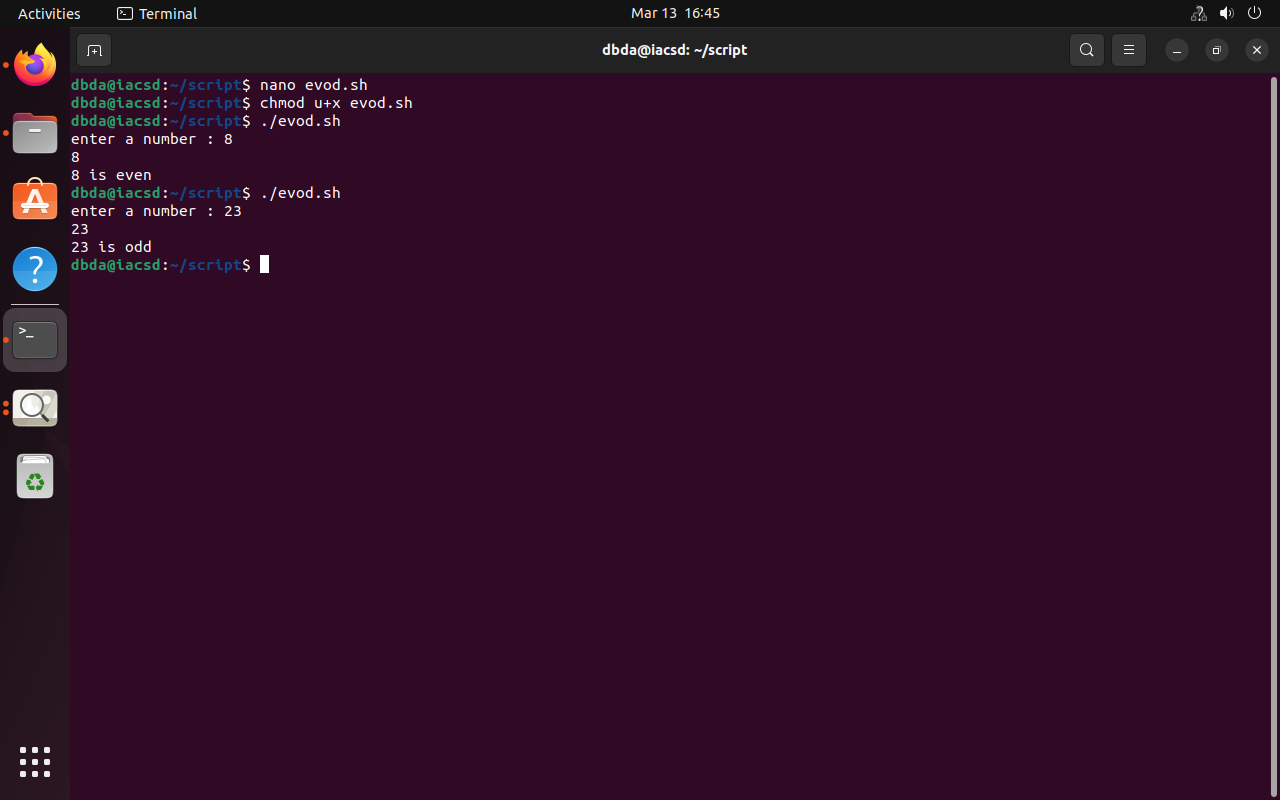 Activities Terminal Mar 13 16:45
dbda@iacsd: ~/script
dbda@iacsd:~/script$ nano evod.sh
dbda@iacsd:~/script$ chmod u+x evod.sh
dbda@iacsd:~/script$ ./evod.sh
enter a number : 8
8
8 is even
dbda@iacsd:~/script$ ./evod.sh
enter a number : 23
23
23 is odd
dbda@iacsd:~/script$